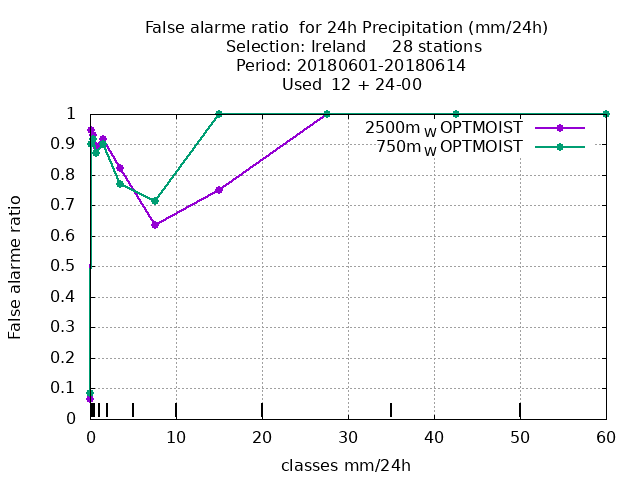 False alarme ratio  for 24h Precipitation (mm/24h)
Selection: Ireland     28 stations
Period: 20180601-20180614
Used  12 + 24-00
2500m W OPTMOIST
750m W OPTMOIST
1
0.9
0.8
0.7
0.6
0.5
0.4
0.3
0.2
0.1
0
False alarme ratio
0 10 20 30 40 50 60
classes mm/24h